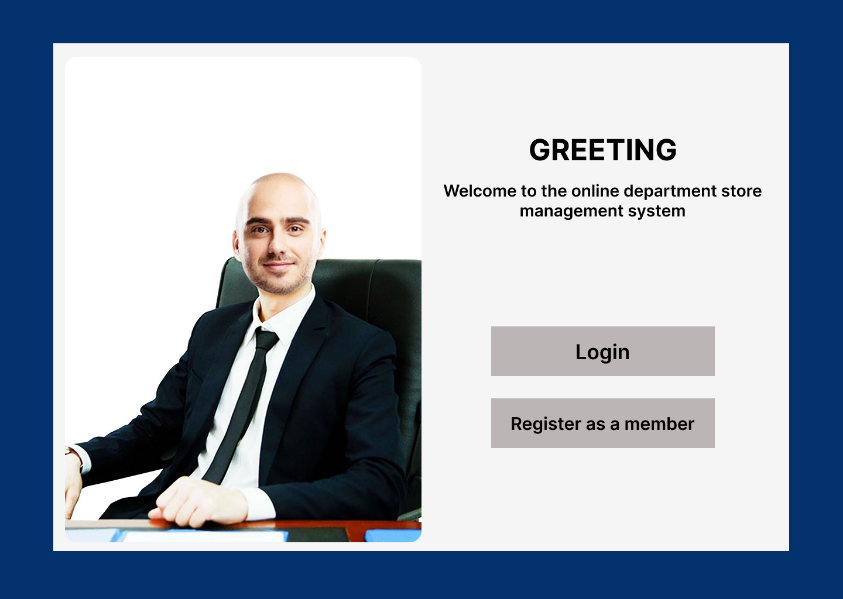 GREETING
Welcome to the online department store
management system
Login
Register as a member